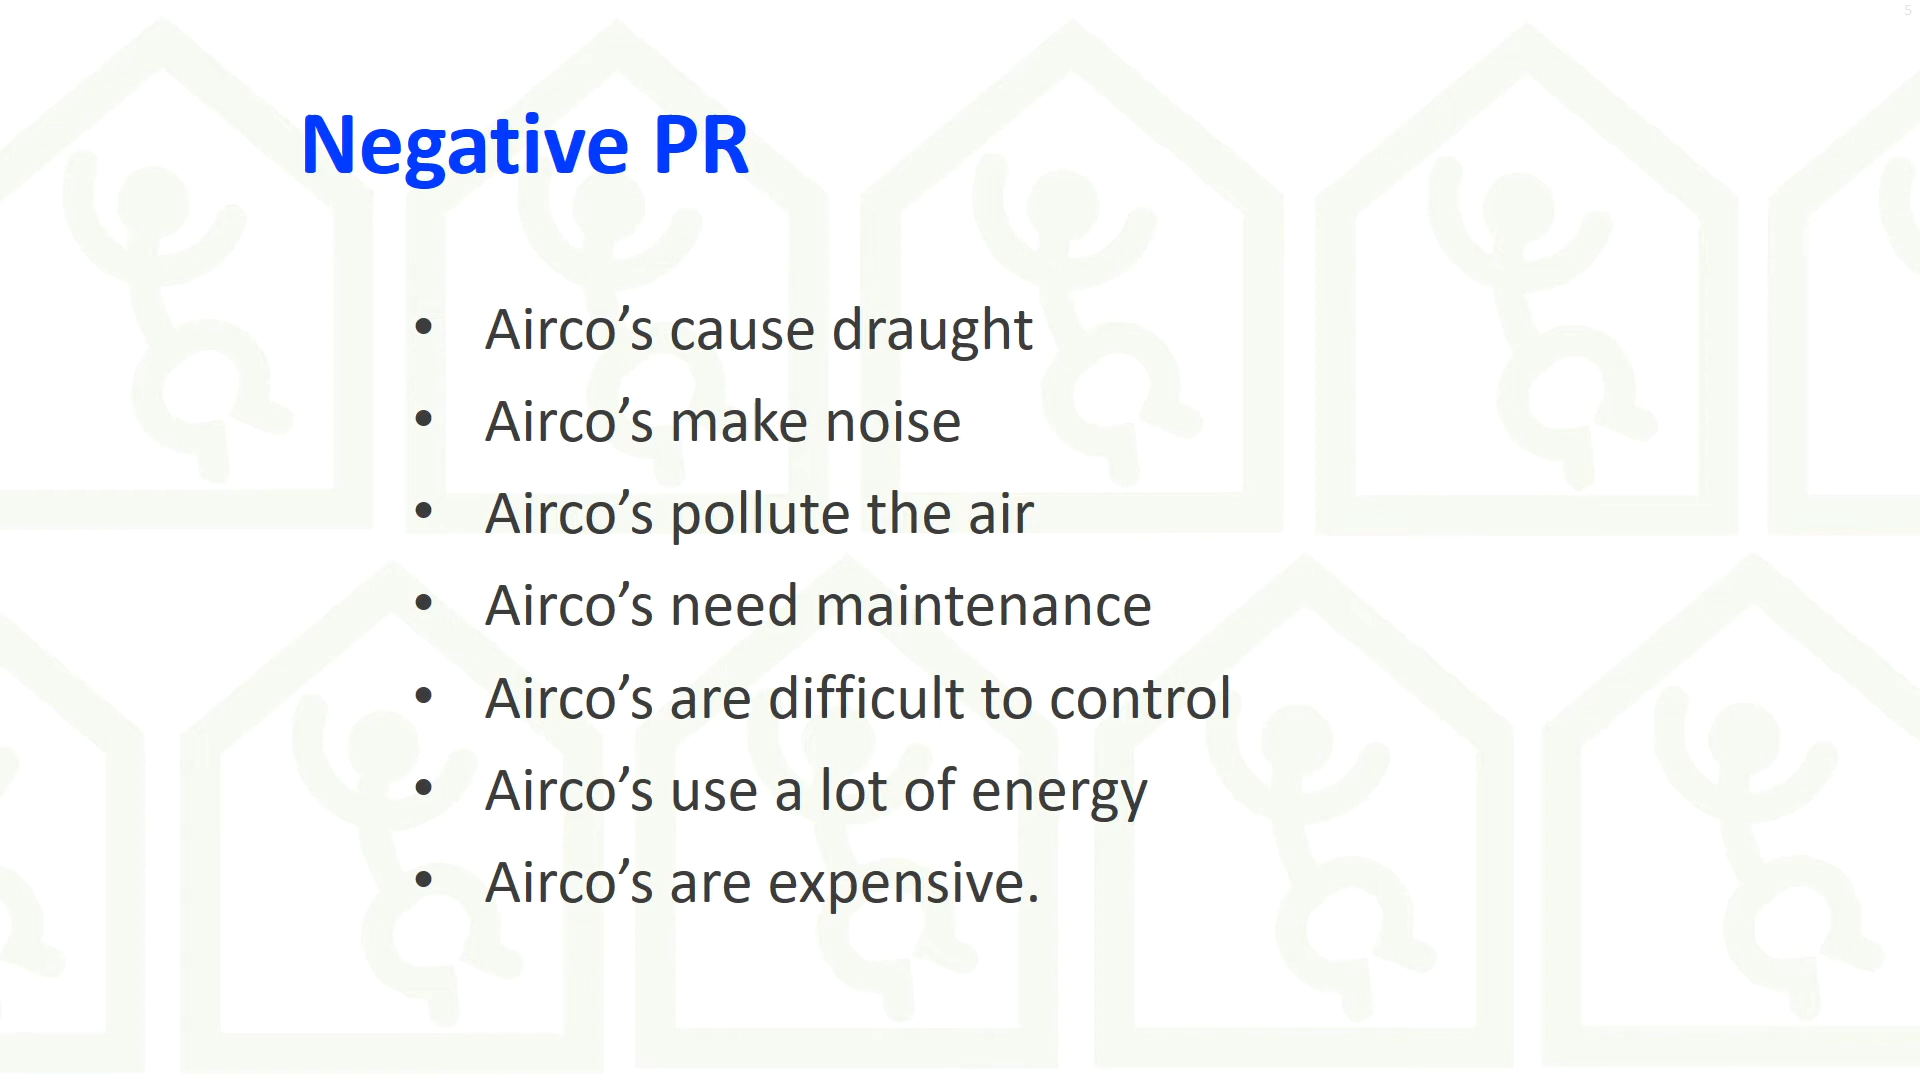 5
Negative PR
• Airco’s cause draught
• Airco’s make noise
• Airco’s pollute the air
• Airco’s need maintenance
• Airco’s are difficult to control
• Airco’s use a lot of energy
• Airco’s are expensive.